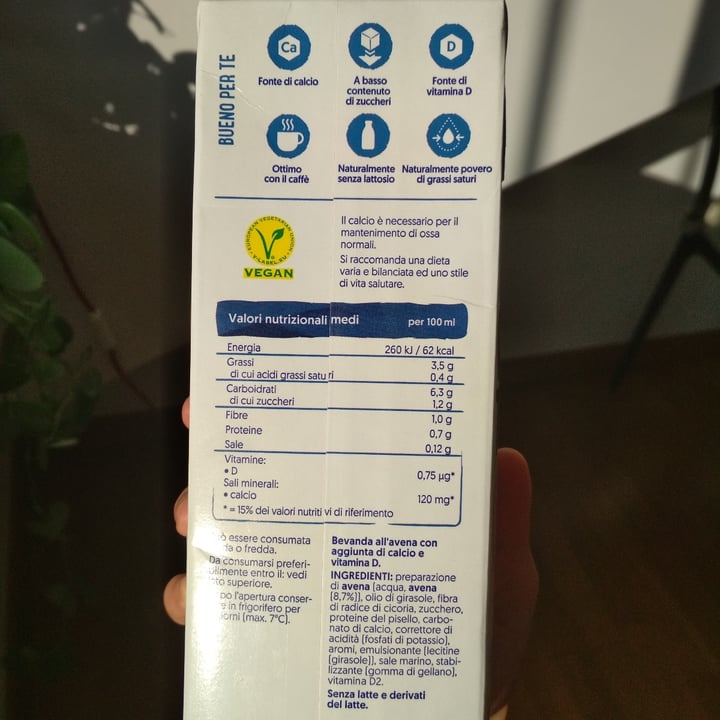 BUENO PER TE
Ca
Fonte di calcio
A basso
contenuto
di zuccheri
D
Fonte di
vitamina D
Ottimo
con il caffè
Naturalmente
senza lattosio
Naturalmente povero
di grassi saturi
EUROPEAN VEGETARIAN UNION
V-LABEL.EU
VEGAN
Il calcio è necessario per il
mantenimento di ossa
normali.
Si raccomanda una dieta
varia e bilanciata ed uno stile
di vita salutare.
Valori nutrizionali medi per 100 ml
Energia 260 kJ / 62 kcal
Grassi 3,5 g
di cui acidi grassi saturi 0,4 g
Carboidrati 6,3 g
di cui zuccheri 1,2 g
Fibre 1,0 g
Proteine 0,7 g
Sale 0,12 g
Vitamine:
• D 0,75 µg*
Sali minerali:
• calcio 120 mg*
* = 15% dei valori nutritivi di riferimento
essere consumata
o fredda.
Da consumarsi preferi-
bilmente entro il: vedi
superiore.
l'apertura conser-
in frigorifero per
(max. 7°C).
Bevanda all'avena con
aggiunta di calcio e
vitamina D.
INGREDIENTI: preparazione
di avena [acqua, avena
(8,7%)], olio di girasole, fibra
di radice di cicoria, zucchero,
proteine del pisello, carbo-
nato di calcio, correttore di
acidità (fosfati di potassio),
aromi, emulsionante [lecitine
(girasole)], sale marino, stabi-
lizzante (gomma di gellano),
vitamina D2.
Senza latte e derivati
del latte.